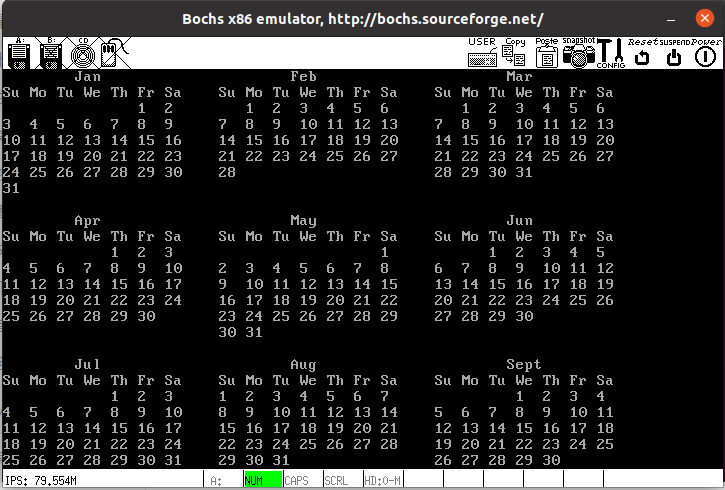 Bochs x86 emulator, http://bochs.sourceforge.net/
A: B: CD USER Copy Paste snapshot CONFIG Reset SUSPEND Power
Jan Feb Mar
Su Mo Tu We Th Fr Sa Su Mo Tu We Th Fr Sa Su Mo Tu We Th Fr Sa
1 2 1 2 3 4 5 6 1 2 3 4 5 6
3 4 5 6 7 8 9 7 8 9 10 11 12 13 7 8 9 10 11 12 13
10 11 12 13 14 15 16 14 15 16 17 18 19 20 14 15 16 17 18 19 20
17 18 19 20 21 22 23 21 22 23 24 25 26 27 21 22 23 24 25 26 27
24 25 26 27 28 29 30 28 28 29 30 31
31
Apr May Jun
Su Mo Tu We Th Fr Sa Su Mo Tu We Th Fr Sa Su Mo Tu We Th Fr Sa
1 2 3 1 1 2 3 4 5
4 5 6 7 8 9 10 2 3 4 5 6 7 8 6 7 8 9 10 11 12
11 12 13 14 15 16 17 9 10 11 12 13 14 15 13 14 15 16 17 18 19
18 19 20 21 22 23 24 16 17 18 19 20 21 22 20 21 22 23 24 25 26
25 26 27 28 29 30 23 24 25 26 27 28 29 27 28 29 30
30 31
Jul Aug Sept
Su Mo Tu We Th Fr Sa Su Mo Tu We Th Fr Sa Su Mo Tu We Th Fr Sa
1 2 3 1 2 3 4 5 6 7 1 2 3 4
4 5 6 7 8 9 10 8 9 10 11 12 13 14 5 6 7 8 9 10 11
11 12 13 14 15 16 17 15 16 17 18 19 20 21 12 13 14 15 16 17 18
18 19 20 21 22 23 24 22 23 24 25 26 27 28 19 20 21 22 23 24 25
25 26 27 28 29 30 31 29 30 31 26 27 28 29 30
IPS: 79,554M A: NUM CAPS SCRL HD:0-M